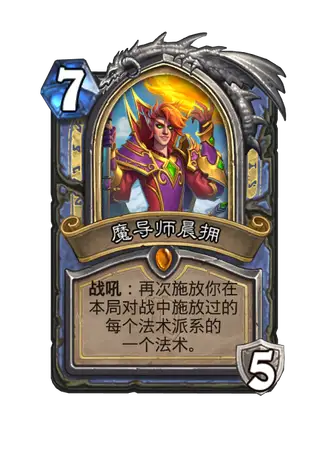 7
魔导师晨拥
战吼：再次施放你在
本局对战中施放过的
每个法术派系的
一个法术。
5